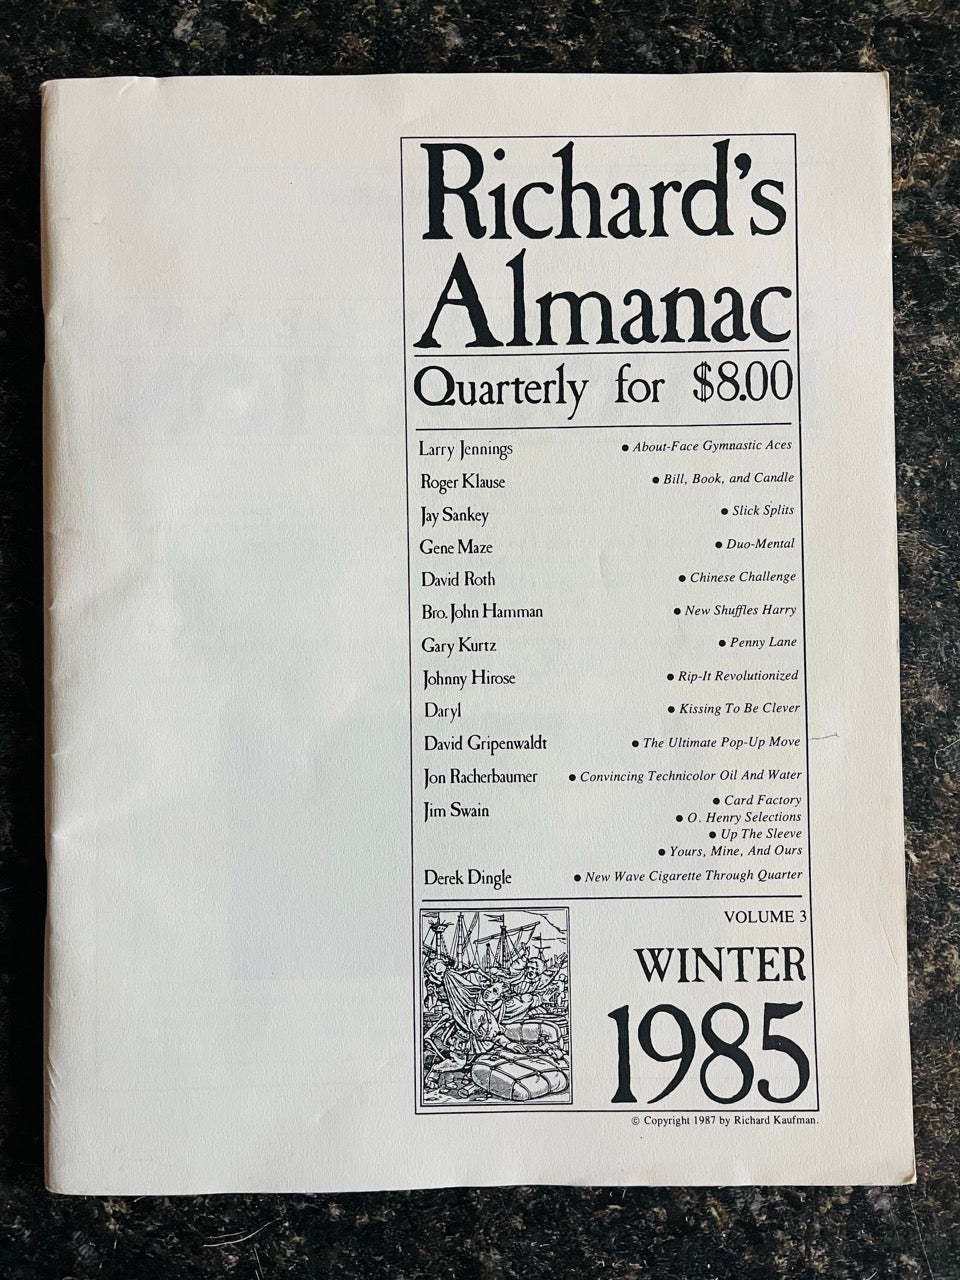 Richard's
Almanac
Quarterly for $8.00
Larry Jennings • About-Face Gymnastic Aces
Roger Klause • Bill, Book, and Candle
Jay Sankey • Slick Splits
Gene Maze • Duo-Mental
David Roth • Chinese Challenge
Bro. John Hamman • New Shuffles Harry
Gary Kurtz • Penny Lane
Johnny Hirose • Rip-It Revolutionized
Daryl • Kissing To Be Clever
David Gripenwaldt • The Ultimate Pop-Up Move
Jon Racherbaumer • Convincing Technicolor Oil And Water
Jim Swain • Card Factory
• O. Henry Selections
• Up The Sleeve
• Yours, Mine, And Ours
Derek Dingle • New Wave Cigarette Through Quarter
VOLUME 3
WINTER
1985
© Copyright 1987 by Richard Kaufman.